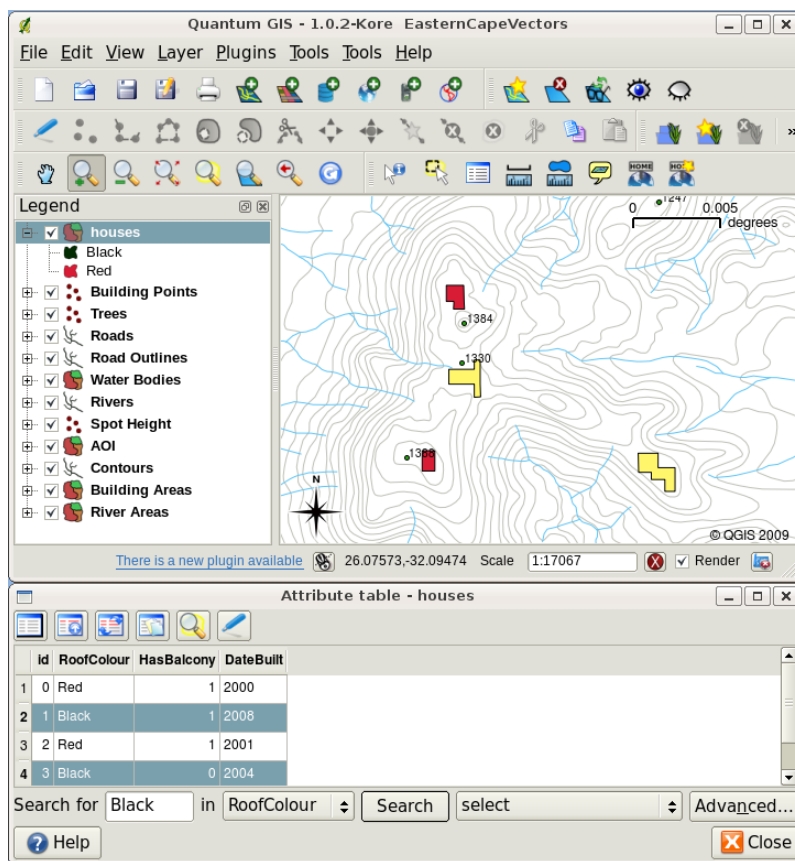 Quantum GIS - 1.0.2-Kore EasternCapeVectors
File Edit View Layer Plugins Tools Tools Help
Legend
houses
Black
Red
Building Points
Trees
Roads
Road Outlines
Water Bodies
Rivers
Spot Height
AOI
Contours
Building Areas
River Areas
HOME HO
1247
0 0.005
degrees
1384
1330
1388
N
© QGIS 2009
There is a new plugin available 26.07573,-32.09474 Scale 1:17067 Render
Attribute table - houses
id RoofColour HasBalcony DateBuilt
1 0 Red 1 2000
2 1 Black 1 2008
3 2 Red 1 2001
4 3 Black 0 2004
Search for Black in RoofColour Search select Advanced...
Help Close